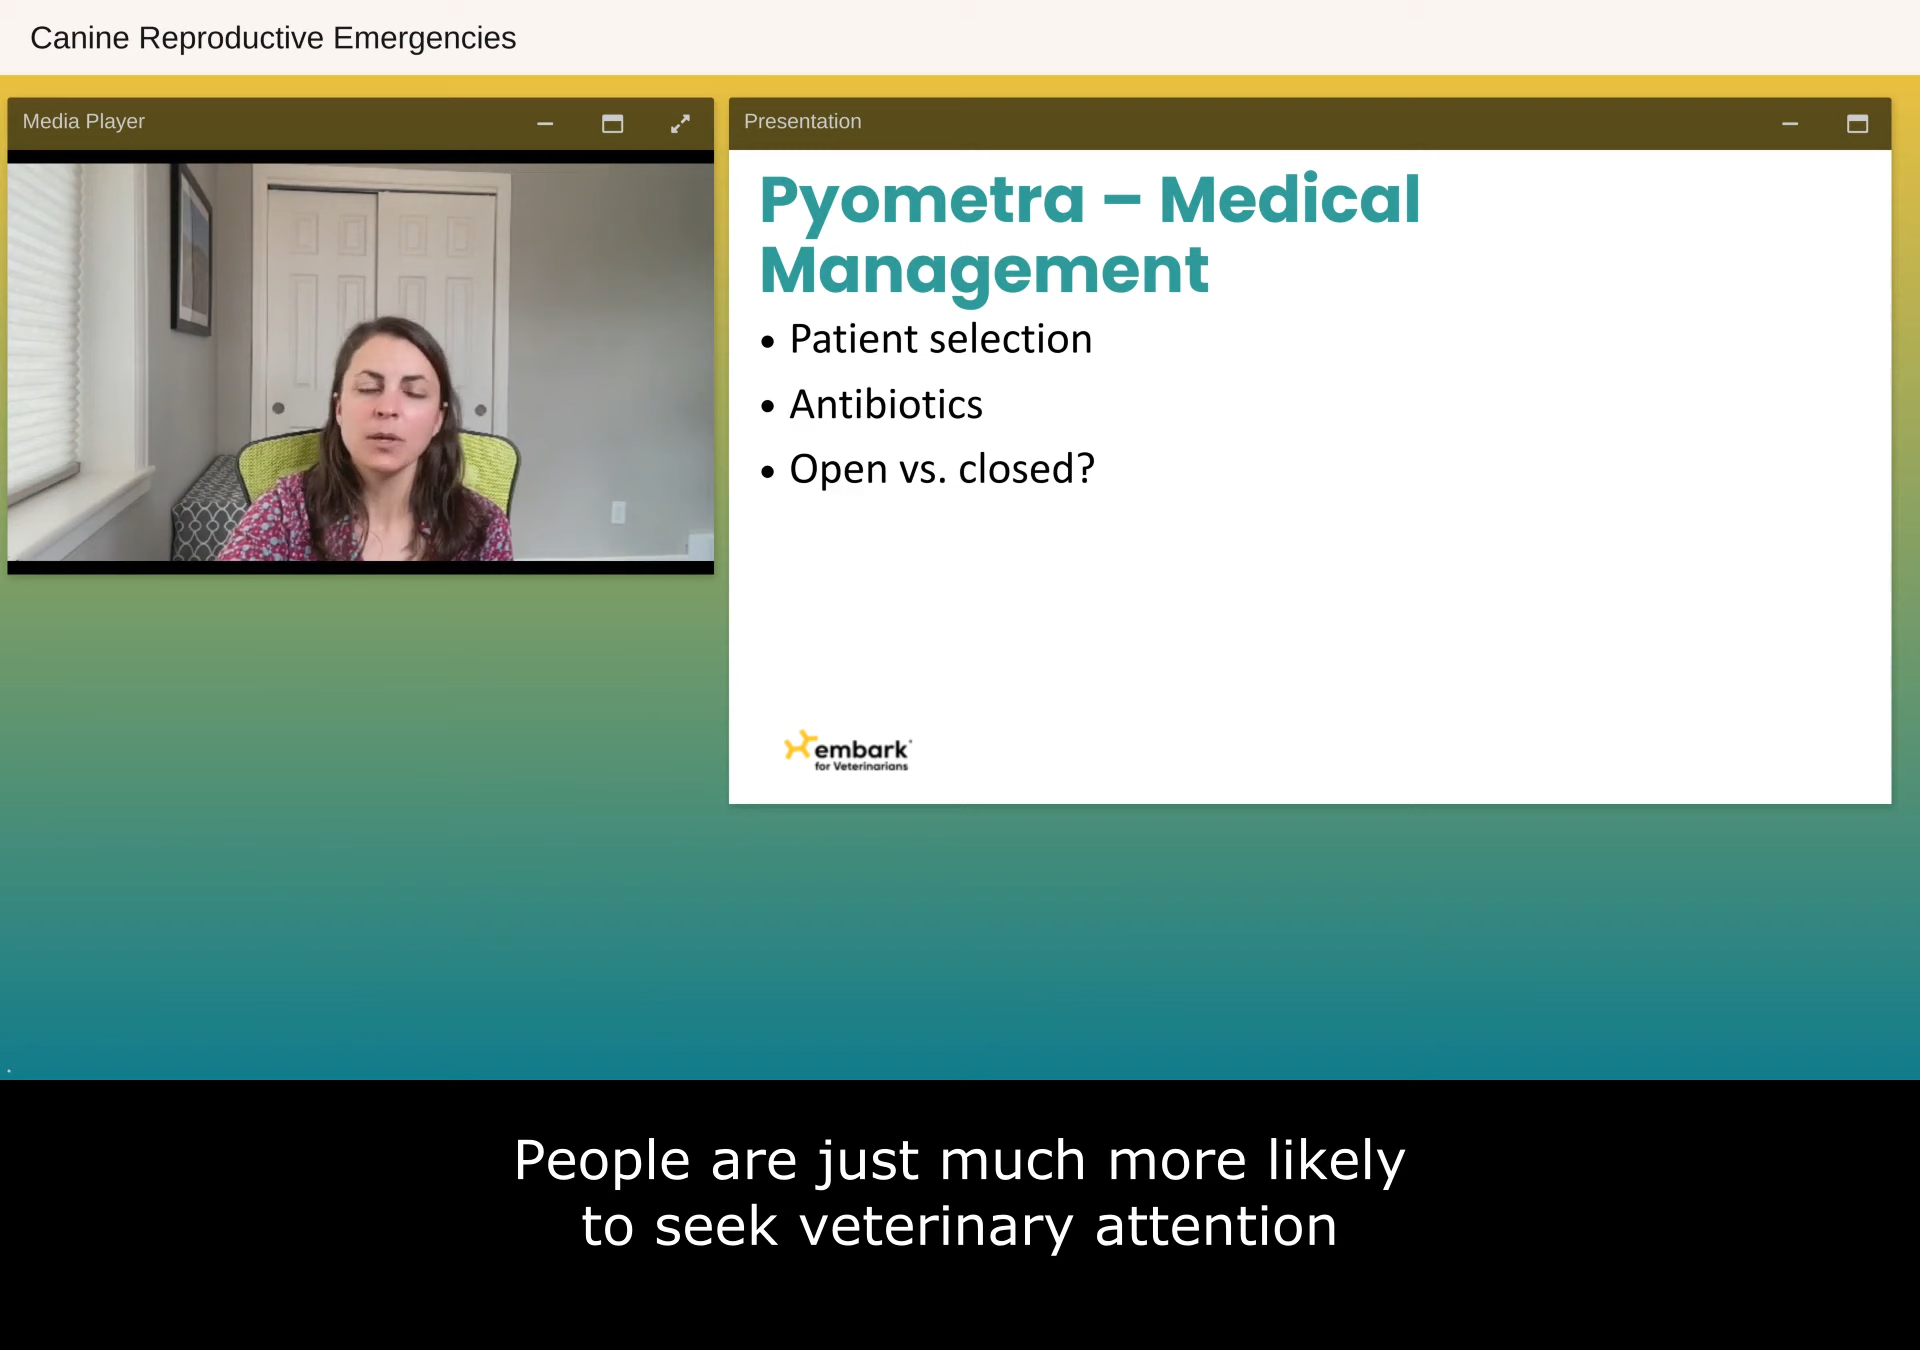 Canine Reproductive Emergencies
Media Player
Presentation
Pyometra – Medical
Management
• Patient selection
• Antibiotics
• Open vs. closed?
embark
for Veterinarians
People are just much more likely
to seek veterinary attention